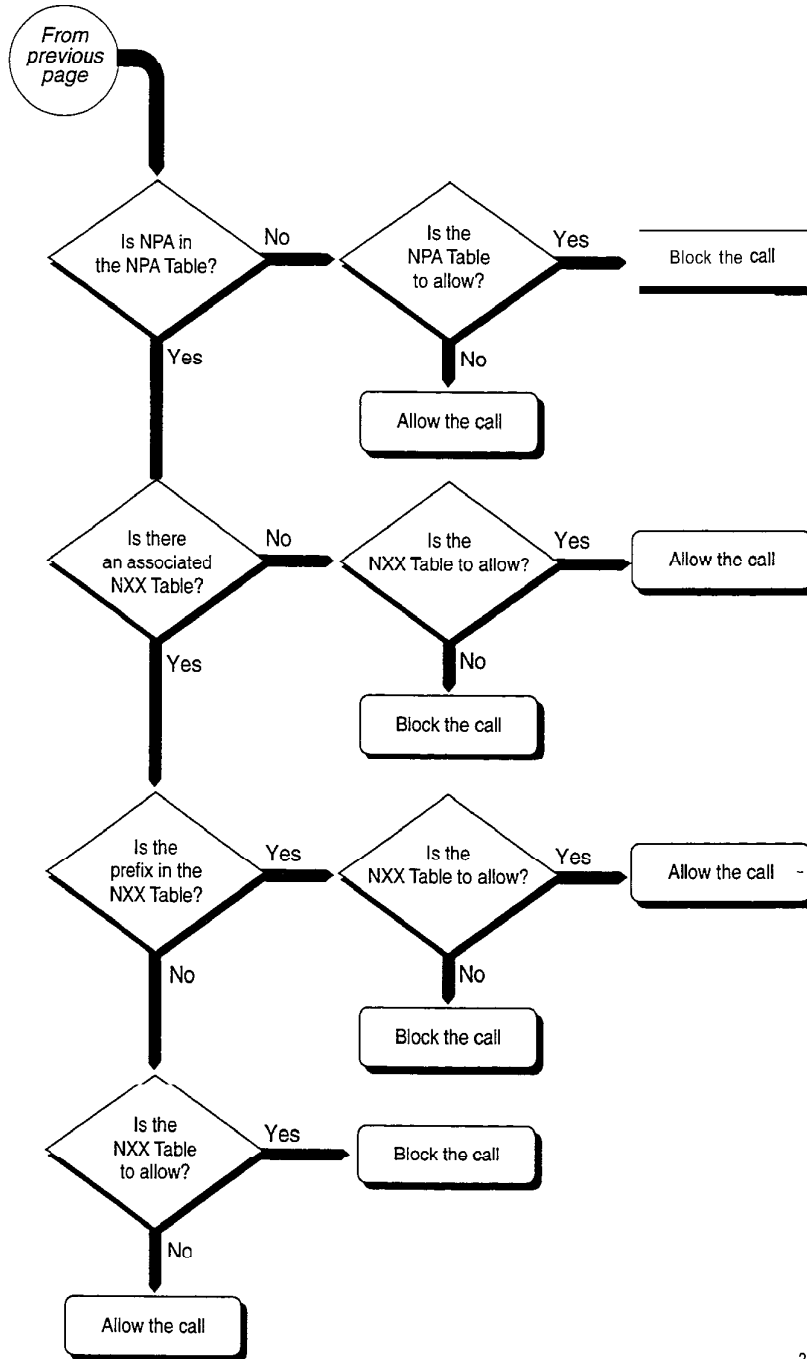 From
previous
page
Is NPA in
the NPA Table?
No
Is the
NPA Table
to allow?
Yes
Block the call
Yes
No
Allow the call
Is there
an associated
NXX Table?
No
Is the
NXX Table to allow?
Yes
Allow the call
Yes
No
Block the call
Is the
prefix in the
NXX Table?
Yes
Is the
NXX Table to allow?
Yes
Allow the call
No
No
Block the call
Is the
NXX Table
to allow?
Yes
Block the call
No
Allow the call